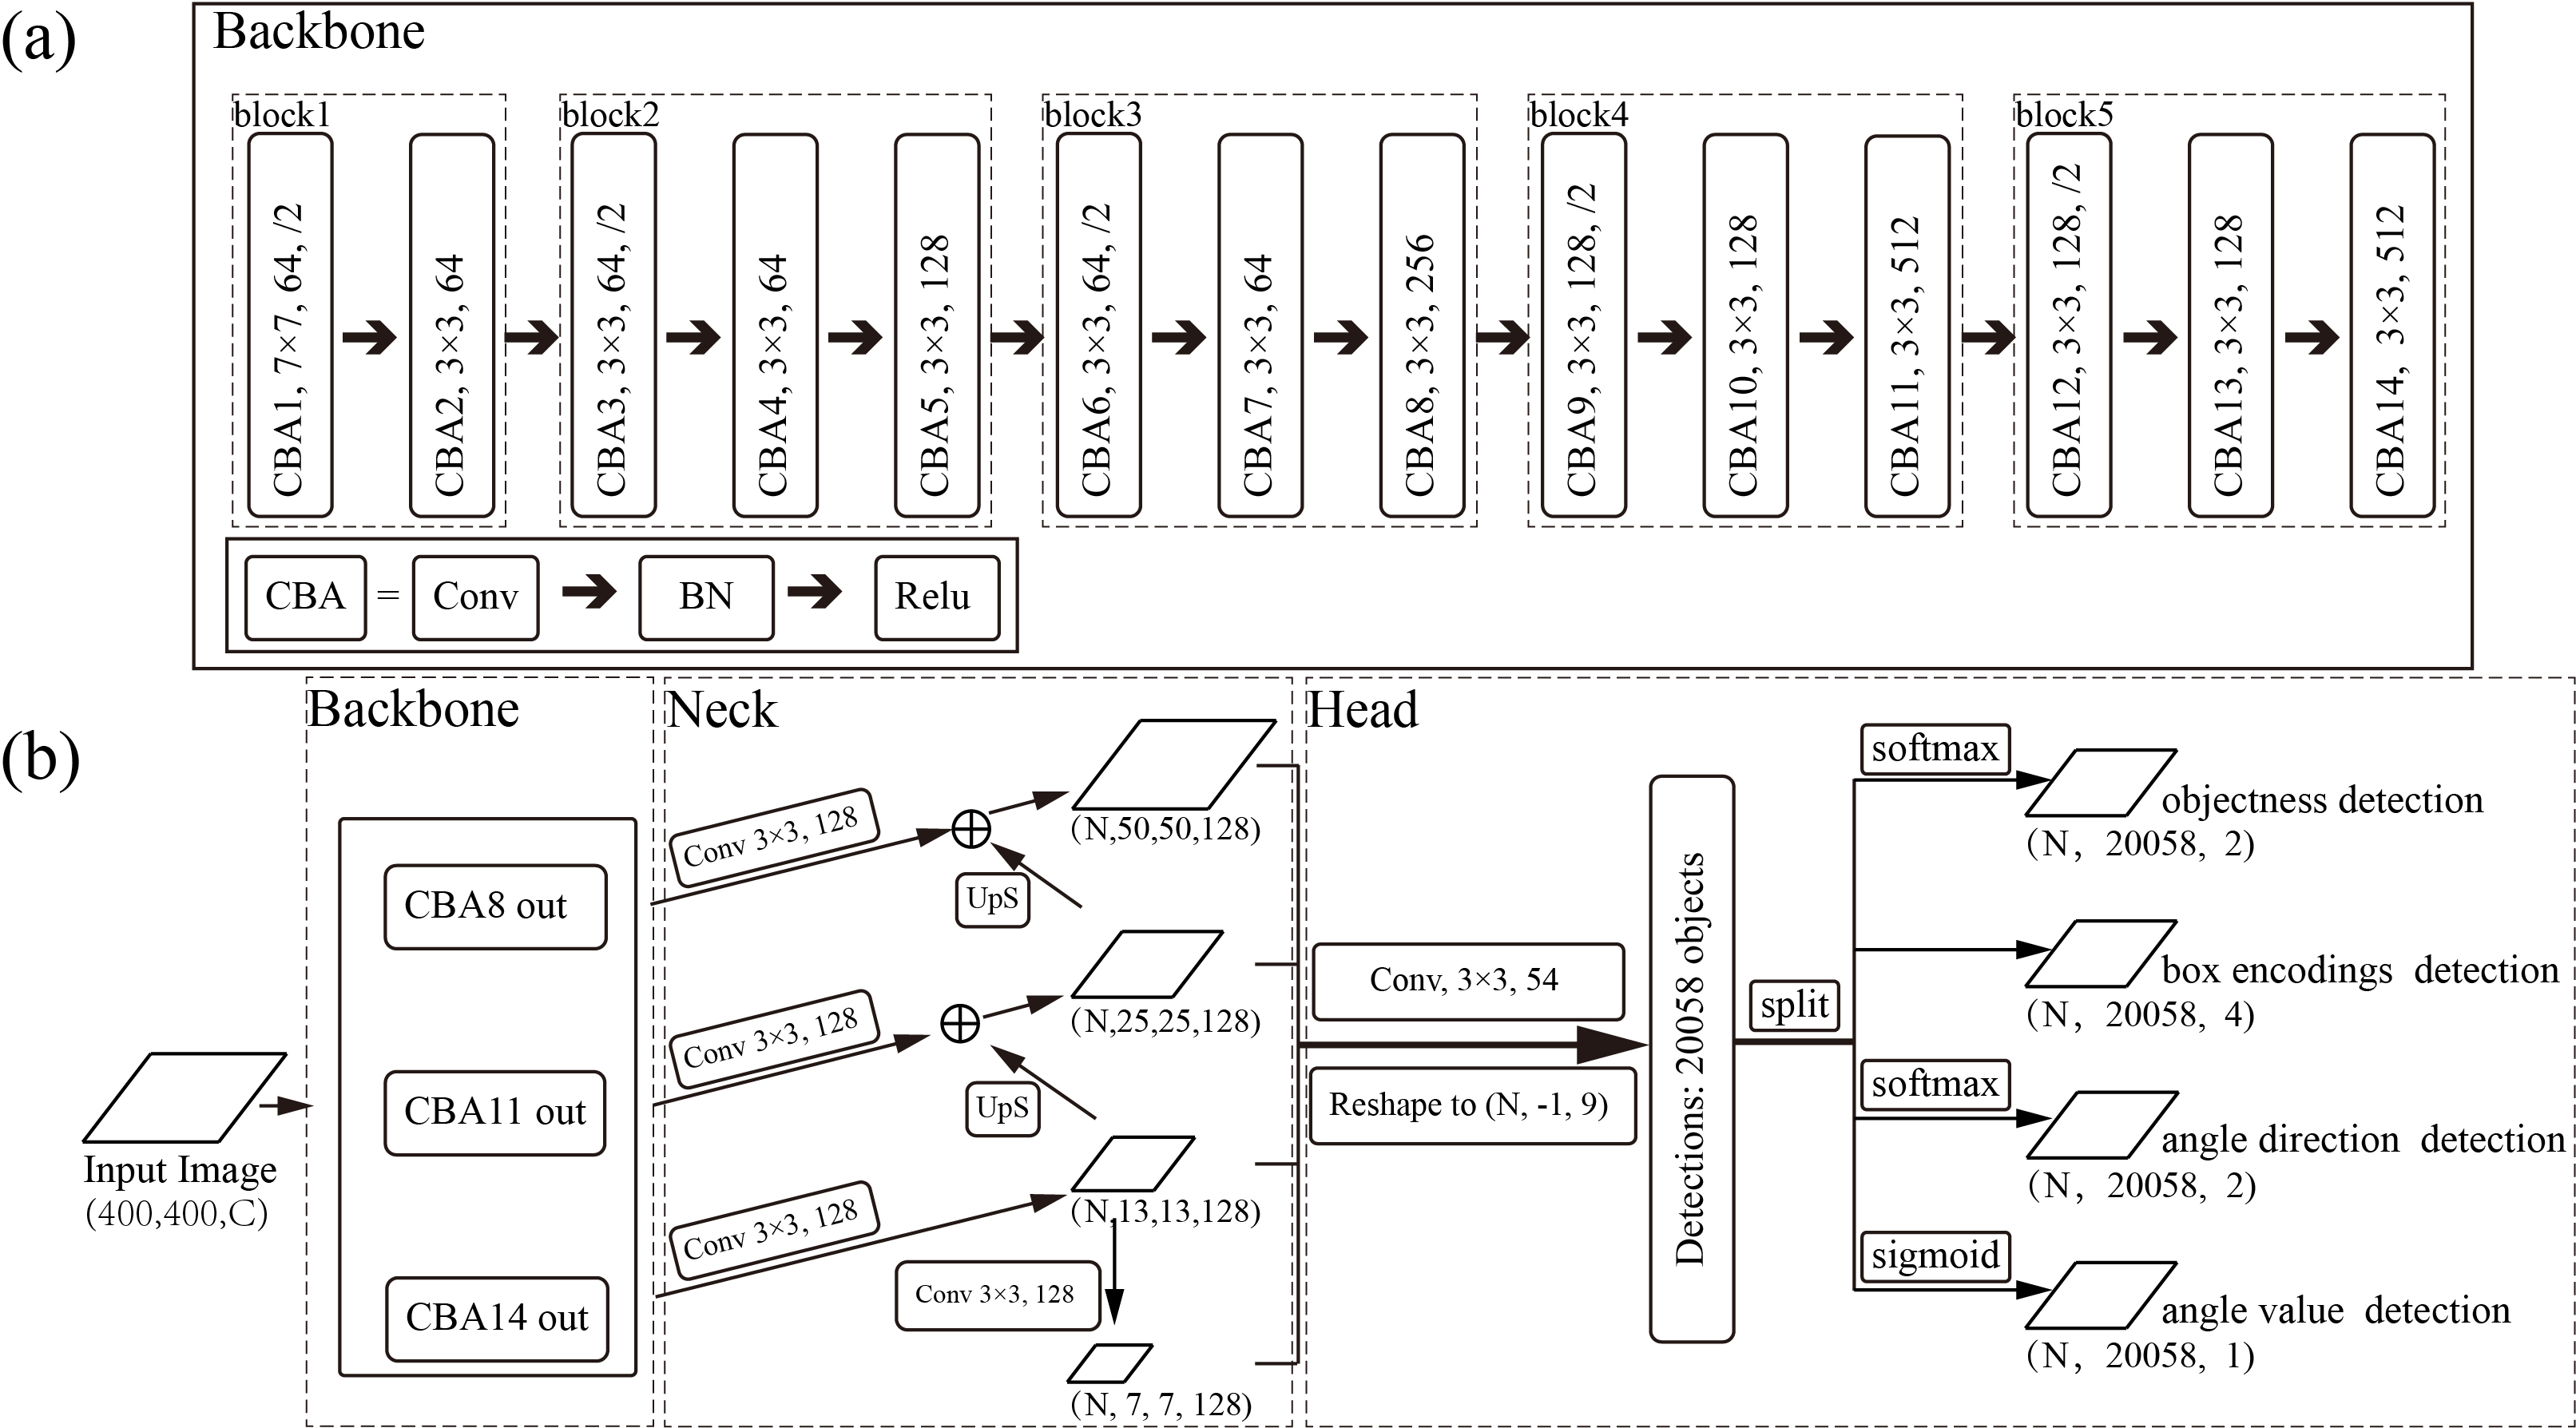 (a)
Backbone
block1
block2
block3
block4
block5
CBA1, 7×7, 64, /2
CBA2, 3×3, 64
CBA3, 3×3, 64, /2
CBA4, 3×3, 64
CBA5, 3×3, 128
CBA6, 3×3, 64, /2
CBA7, 3×3, 64
CBA8, 3×3, 256
CBA9, 3×3, 128, /2
CBA10, 3×3, 128
CBA11, 3×3, 512
CBA12, 3×3, 128, /2
CBA13, 3×3, 128
CBA14, 3×3, 512
CBA = Conv BN Relu
(b)
Backbone
Neck
Head
Input Image
(400,400,C)
CBA8 out
CBA11 out
CBA14 out
Conv 3×3, 128
(N,50,50,128)
UpS
Conv 3×3, 128
(N,25,25,128)
UpS
Conv 3×3, 128
(N,13,13,128)
Conv 3×3, 128
(N, 7, 7, 128)
Conv, 3×3, 54
Reshape to (N, -1, 9)
Detections: 20058 objects
split
softmax
objectness detection
(N, 20058, 2)
box encodings detection
(N, 20058, 4)
softmax
angle direction detection
(N, 20058, 2)
sigmoid
angle value detection
(N, 20058, 1)